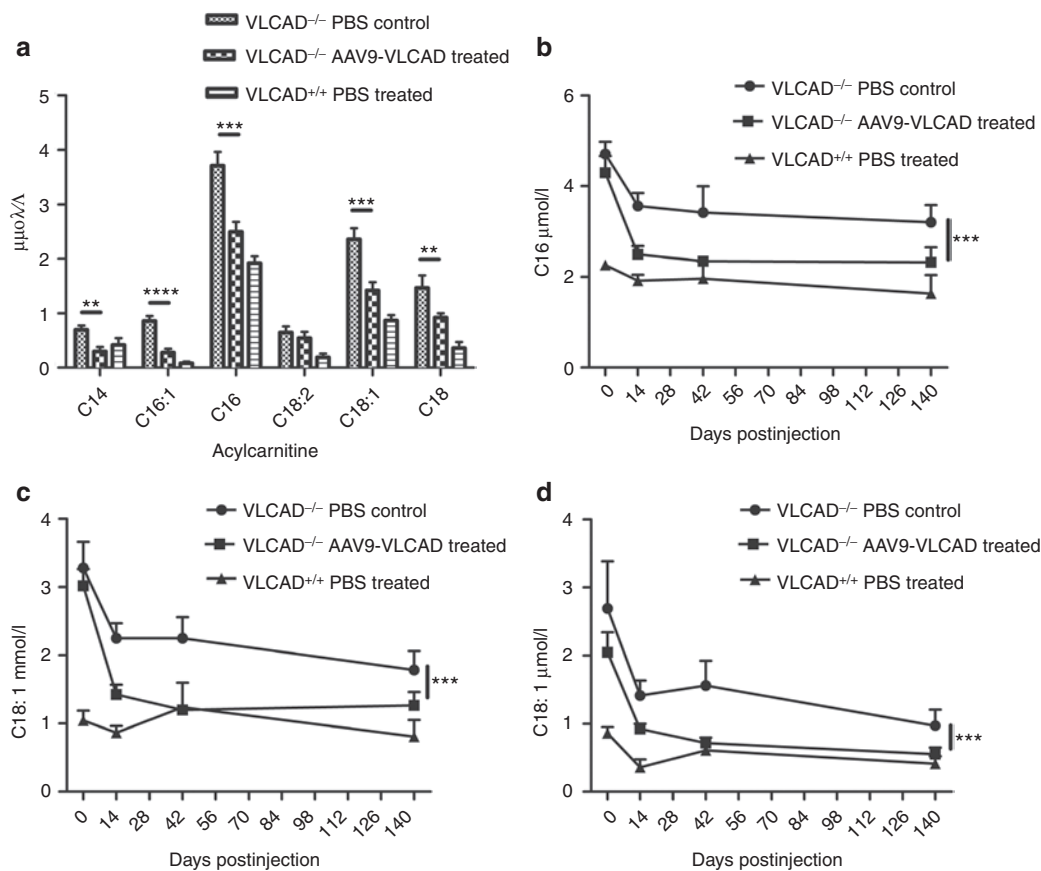 a
VLCAD–/– PBS control
VLCAD–/– AAV9-VLCAD treated
VLCAD+/+ PBS treated
5
4
3
2
1
0
μμολ/Λ
**
****
***
***
**
C14
C16:1
C16
C18:2
C18:1
C18
Acylcarnitine
b
VLCAD–/– PBS control
VLCAD–/– AAV9-VLCAD treated
VLCAD+/+ PBS treated
6
4
2
0
C16 μmol/l
***
0 14 28 42 56 70 84 98 112 126 140
Days postinjection
c
VLCAD–/– PBS control
VLCAD–/– AAV9-VLCAD treated
VLCAD+/+ PBS treated
4
3
2
1
0
C18: 1 mmol/l
***
0 14 28 42 56 70 84 98 112 126 140
Days postinjection
d
VLCAD–/– PBS control
VLCAD–/– AAV9-VLCAD treated
VLCAD+/+ PBS treated
4
3
2
1
0
C18: 1 μmol/l
***
0 14 28 42 56 70 84 98 112 126 140
Days postinjection